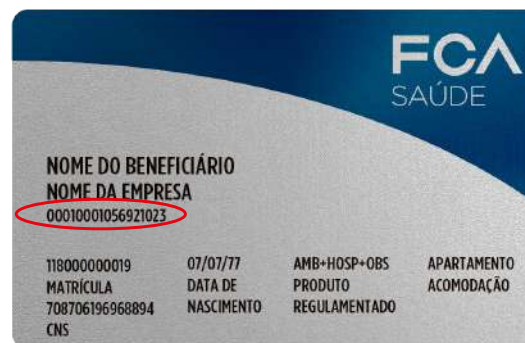 FCA
SAÚDE
NOME DO BENEFICIÁRIO
NOME DA EMPRESA
00010001056921023
118000000019 07/07/77 AMB+HOSP+OBS APARTAMENTO
MATRÍCULA DATA DE PRODUTO ACOMODAÇÃO
708706196968894 NASCIMENTO REGULAMENTADO
CNS